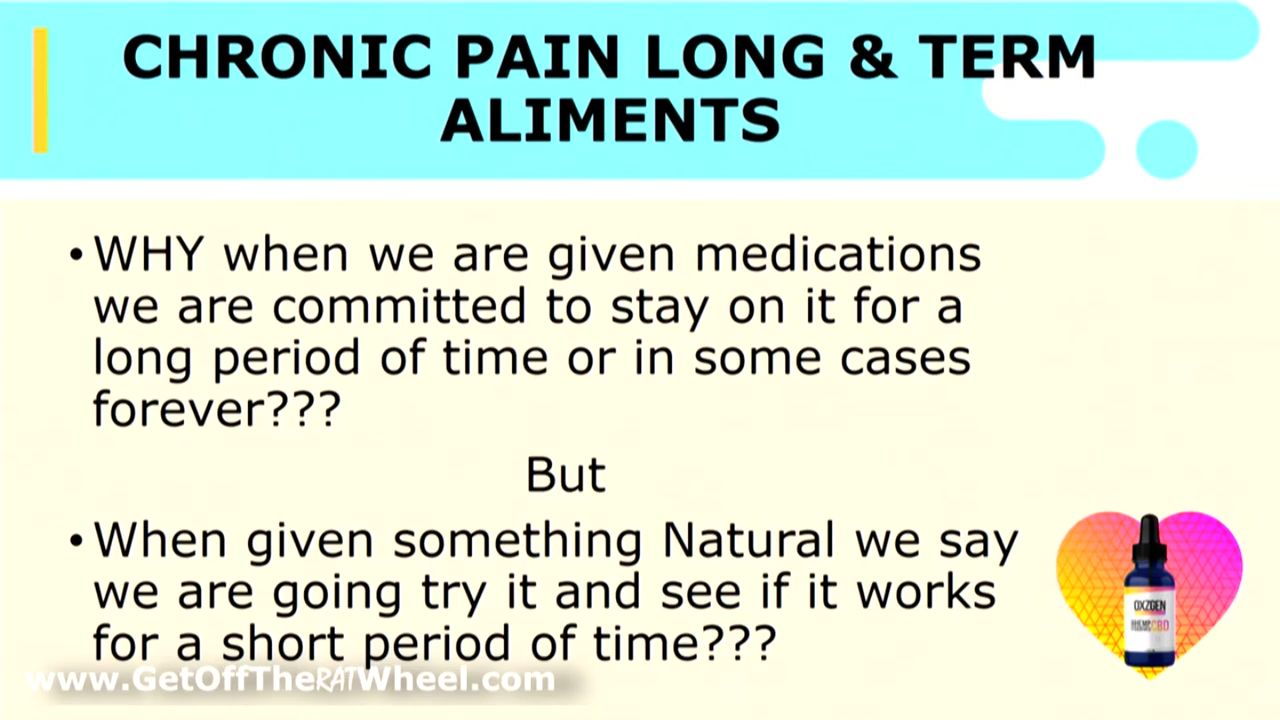 CHRONIC PAIN LONG & TERM
ALIMENTS
• WHY when we are given medications
we are committed to stay on it for a
long period of time or in some cases
forever???
But
• When given something Natural we say
we are going try it and see if it works
for a short period of time???
OXZGEN
HEMP CBD
www.GetOffTheRATWheel.com